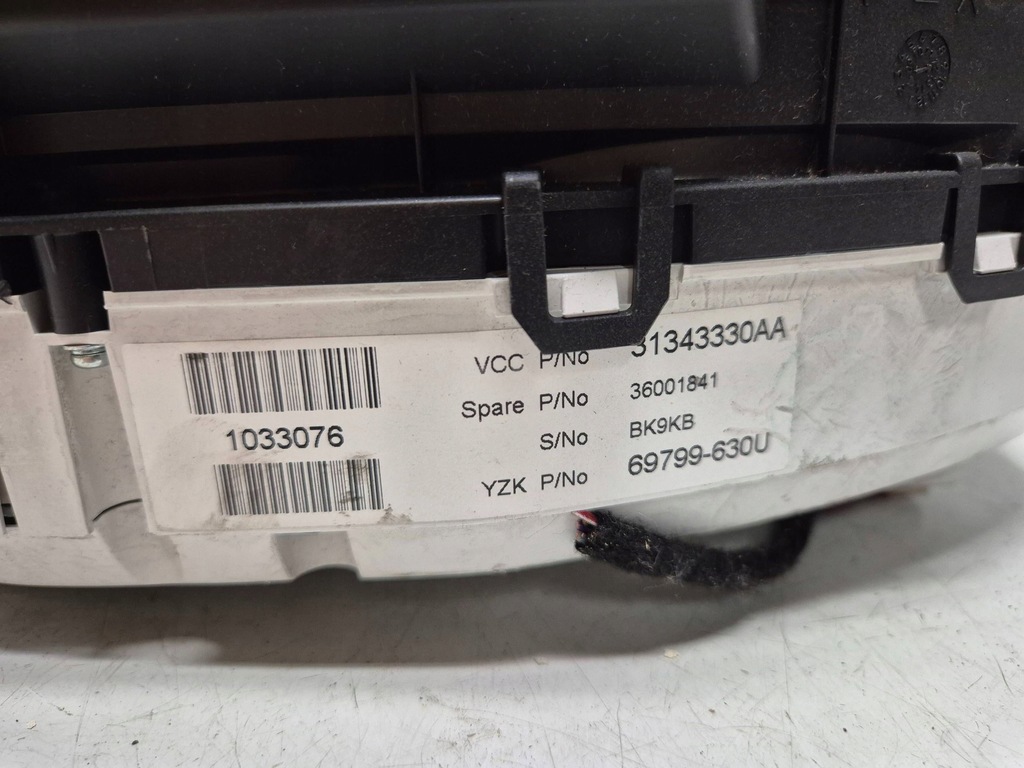 1033076
VCC P/No 31343330AA
Spare P/No 36001841
S/No BK9KB
YZK P/No 69799-630U